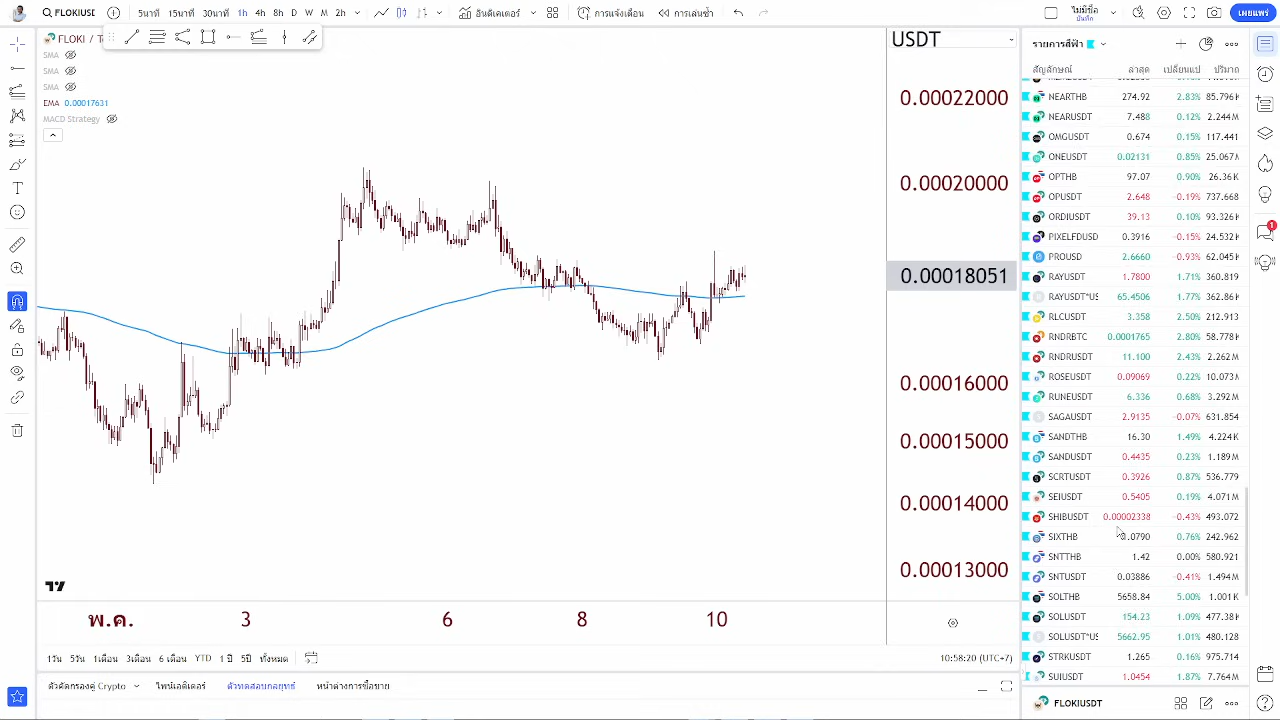 FLOKIUSI
5นาที 15นาที 30นาที 1h 4h 8h D W M 2h
อินดิเคเตอร์
การแจ้งเตือน
การเล่นซ้ำ
ไม่มีชื่อ
บันทึก
เผยแพร่
FLOKI / Te
SMA
SMA
SMA
EMA 0.00017631
MACD Strategy
USDT
0.00022000
0.00020000
0.00018051
0.00016000
0.00015000
0.00014000
0.00013000
พ.ค. 3 6 8 10
1วัน 5วัน 1เดือน 3เดือน 6 เดือน YTD 1 ปี 5ปี ทั้งหมด
10:58:20 (UTC+7)
ตัวคัดกรองคู่ Crypto ไพน์เอดิเตอร์ ตัวทดสอบกลยุทธ์ หน้าต่างการซื้อขาย
รายการสีฟ้า
สัญลักษณ์ ล่าสุด เปลี่ยนแป ปริมาณ
NEARTHB 274.92 2.83% 85.796K
NEARUSDT 7.488 0.12% 2.244M
OMGUSDT 0.674 0.15% 117.441
ONEUSDT 0.02131 0.85% 25.067M
OPTHB 97.07 0.90% 26.36K
OPUSDT 2.648 −0.19% 737.668
ORDIUSDT 39.13 0.10% 93.326K
PIXELFDUSD 0.3916 −0.15% 24.532K
PROUSD 2.6660 −0.93% 62.045K
RAYUSDT 1.7800 1.71% 360.819
RAYUSDT*US 65.4506 1.77% 362.86K
RLCUSDT 3.358 2.50% 212.913
RNDRBTC 0.0001765 2.80% 58.778K
RNDRUSDT 11.100 2.43% 2.262M
ROSEUSDT 0.09069 0.22% 10.073M
RUNEUSDT 6.336 0.68% 3.292M
SAGAUSDT 2.9135 −0.07% 631.854
SANDTHB 16.30 1.49% 4.224K
SANDUSDT 0.4435 0.23% 1.189M
SCRTUSDT 0.3926 0.87% 536.779
SEIUSDT 0.5405 0.19% 4.071M
SHIBUSDT 0.00002338 −0.43% 493.072
SIXTHB .0790 0.76% 242.962
SNTTHB 1.42 0.00% 580.921
SNTUSDT 0.03886 −0.41% 1.494M
SOLTHB 5658.84 5.00% 1.001K
SOLUSDT 154.23 1.09% 477.38K
SOLUSDT*US 5662.95 1.01% 480.128
STRKUSDT 1.265 0.16% 975.714
SUIUSDT 1.0454 1.87% 7.764M
FLOKIUSDT
1